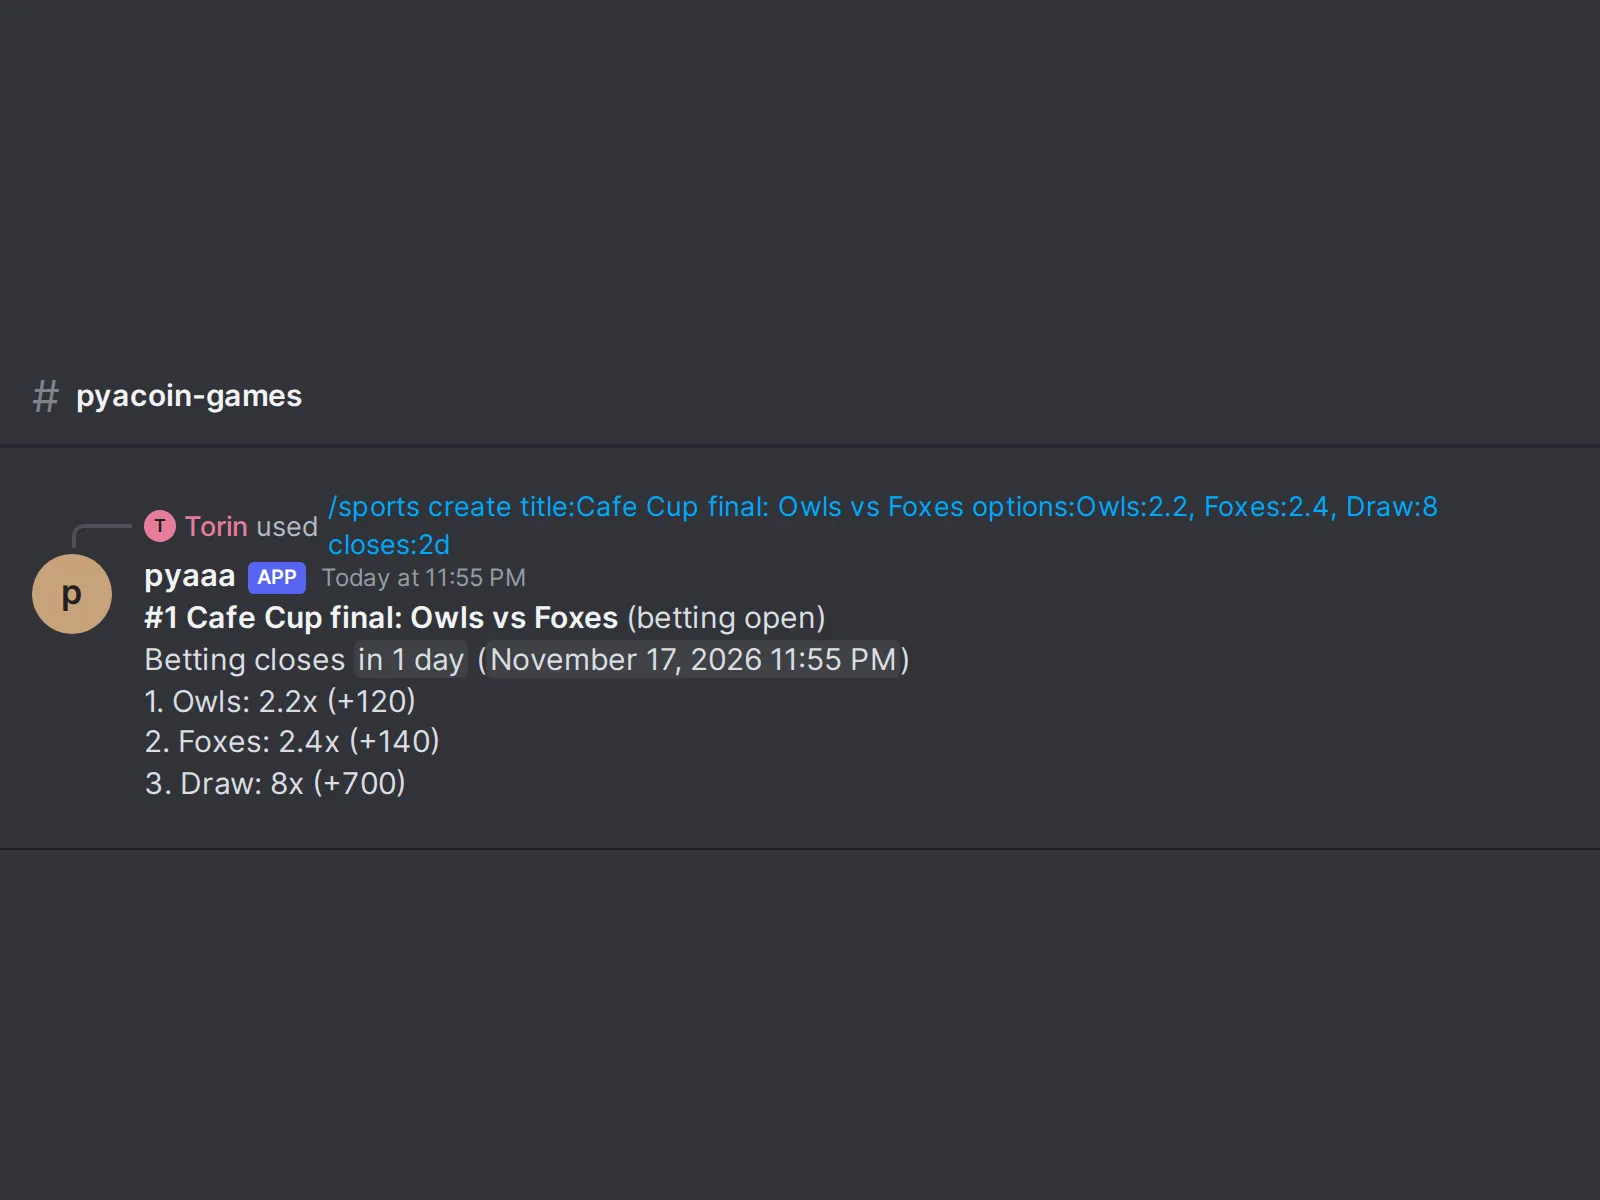 # pyacoin-games
T Torin used /sports create title:Cafe Cup final: Owls vs Foxes options:Owls:2.2, Foxes:2.4, Draw:8
closes:2d
p
pyaaa APP Today at 11:55 PM
#1 Cafe Cup final: Owls vs Foxes (betting open)
Betting closes in 1 day (November 17, 2026 11:55 PM)
1. Owls: 2.2x (+120)
2. Foxes: 2.4x (+140)
3. Draw: 8x (+700)